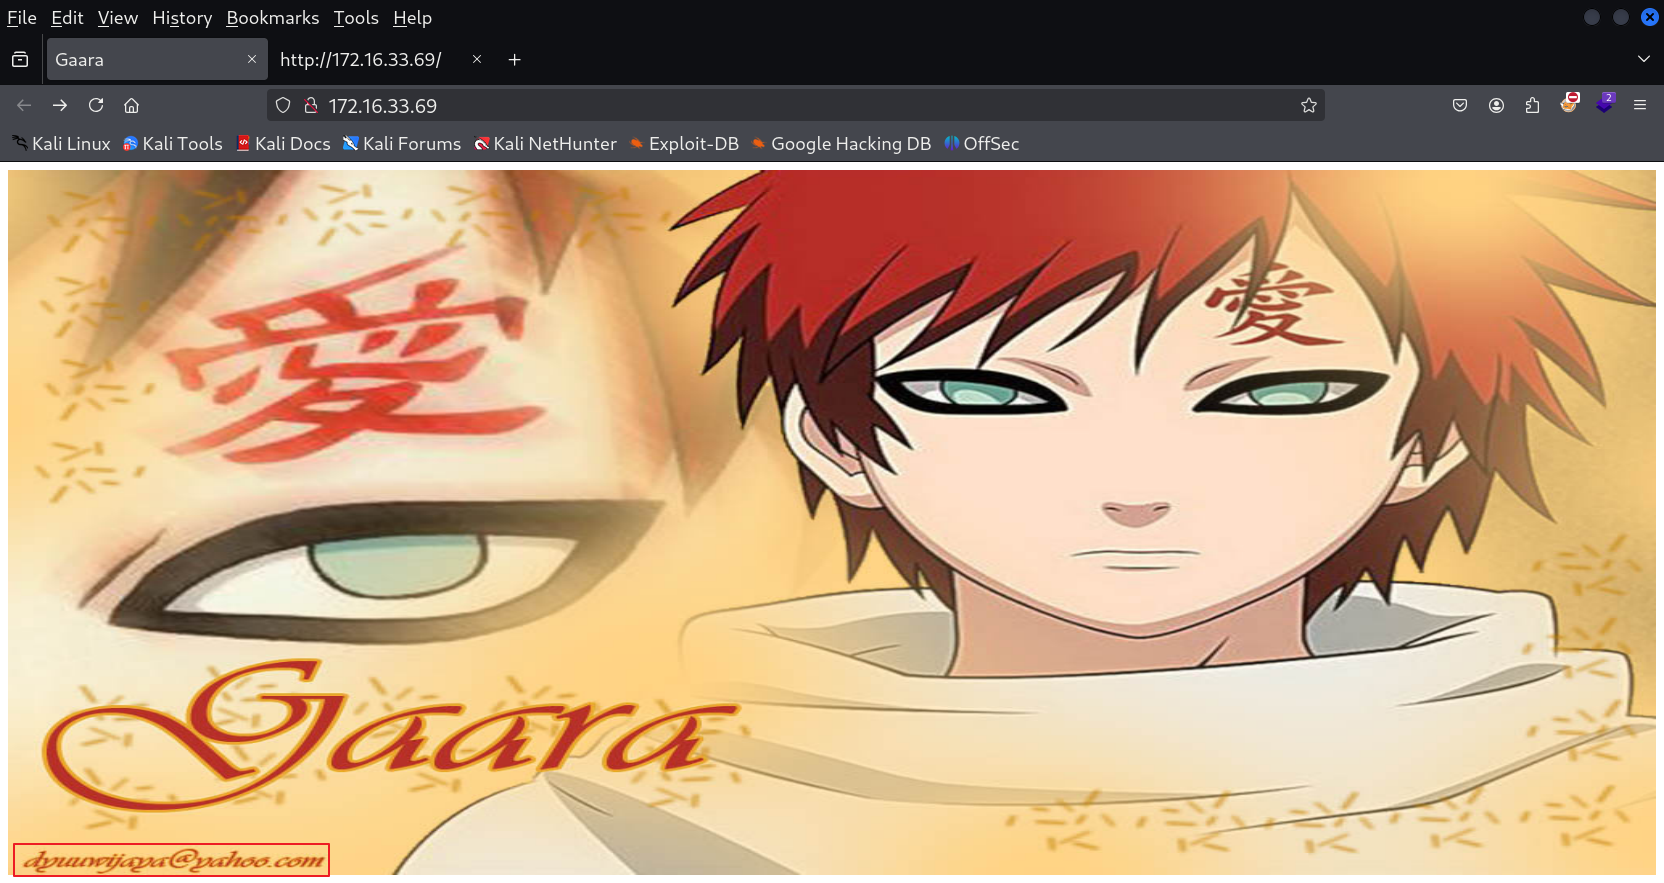 File Edit View History Bookmarks Tools Help
Gaara
http://172.16.33.69/
172.16.33.69
2
Kali Linux Kali Tools Kali Docs Kali Forums Kali NetHunter Exploit-DB Google Hacking DB OffSec
愛
愛
Gaara
dyuuwijaya@yahoo.com